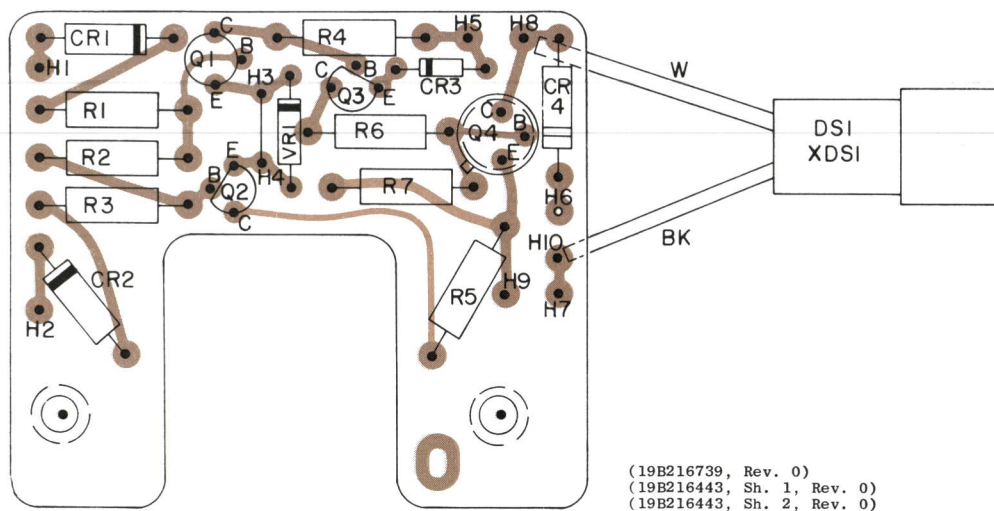 CR1
H1
C
Q1
B
E
R4
H5
H8
W
H3
C
B
Q3
E
CR3
CR
4
R1
VR1
R6
C
Q4
B
E
DS1
XDS1
R2
E
H4
B
Q2
C
R7
H6
R3
H10
BK
CR2
H2
R5
H9
H7
(19B216739, Rev. 0)
(19B216443, Sh. 1, Rev. 0)
(19B216443, Sh. 2, Rev. 0)